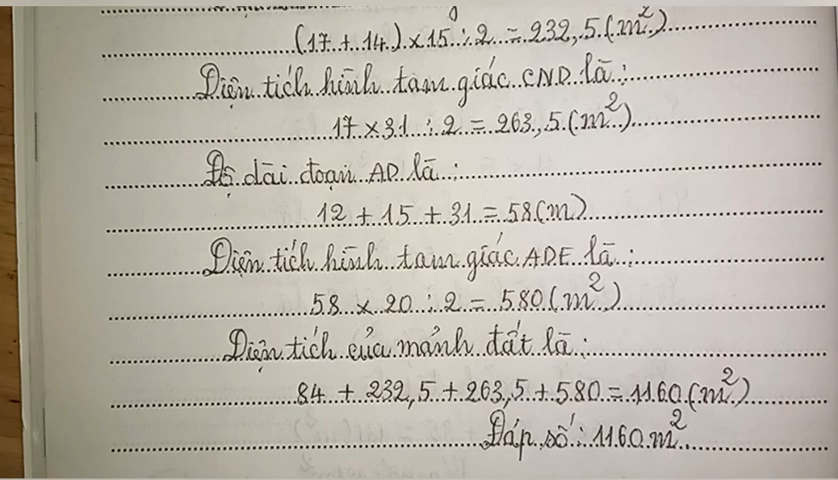 (17 + 14) × 15 : 2 = 232,5 (m²)
Diện tích hình tam giác CND là :
17 × 31 : 2 = 263,5 (m²)
Độ dài đoạn AD là :
12 + 15 + 31 = 58 (m)
Diện tích hình tam giác ADE là :
58 × 20 : 2 = 580 (m²)
Diện tích của mảnh đất là :
84 + 232,5 + 263,5 + 580 = 1160 (m²)
Đáp số : 1160 m²